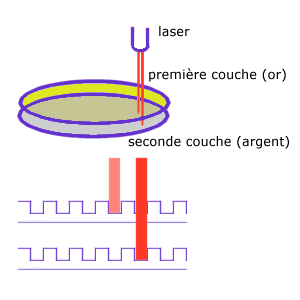 laser
première couche (or)
seconde couche (argent)